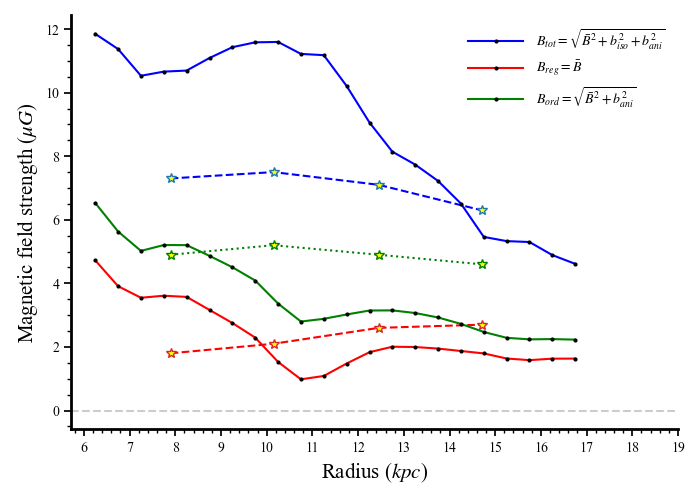 Magnetic field strength (μG)
12
10
8
6
4
2
0
B_tot = √(B̄² + b_iso² + b_ani²)
B_reg = B̄
B_ord = √(B̄² + b_ani²)
6 7 8 9 10 11 12 13 14 15 16 17 18 19
Radius (kpc)